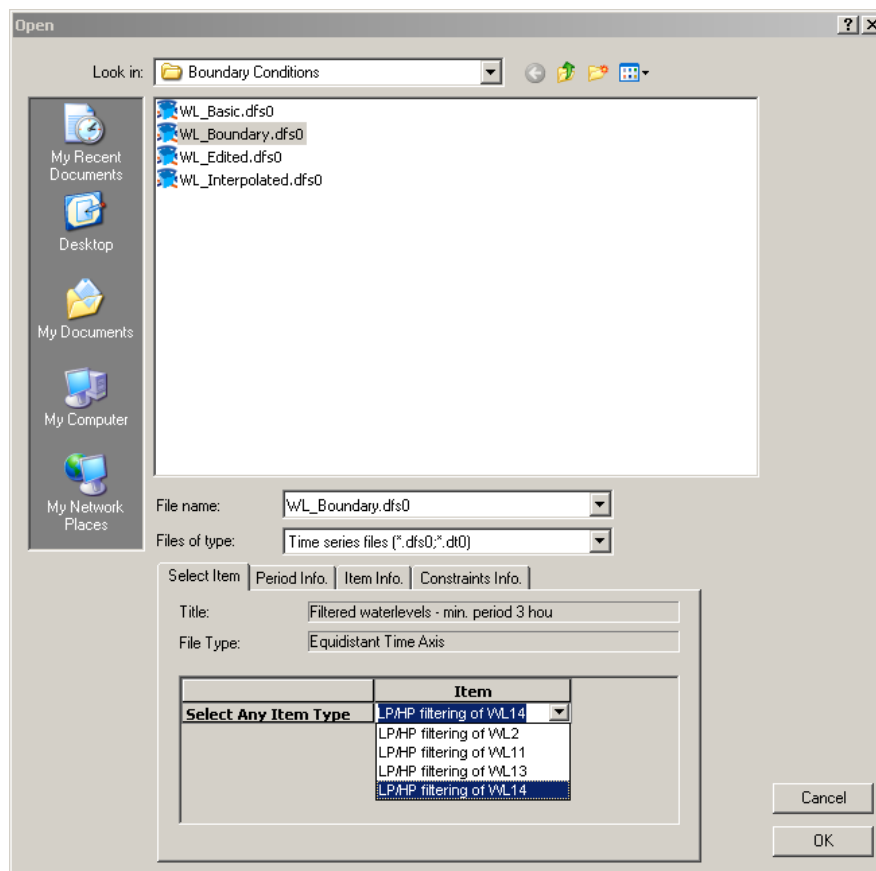 Open
Look in: Boundary Conditions
My Recent
Documents
Desktop
My Documents
My Computer
My Network
Places
WL_Basic.dfs0
WL_Boundary.dfs0
WL_Edited.dfs0
WL_Interpolated.dfs0
File name: WL_Boundary.dfs0
Files of type: Time series files (*.dfs0;*.dt0)
Select Item Period Info. Item Info. Constraints Info.
Title: Filtered waterlevels - min. period 3 hou
File Type: Equidistant Time Axis
Item
Select Any Item Type LP/HP filtering of WL14
LP/HP filtering of WL2
LP/HP filtering of WL11
LP/HP filtering of WL13
LP/HP filtering of WL14
Cancel
OK